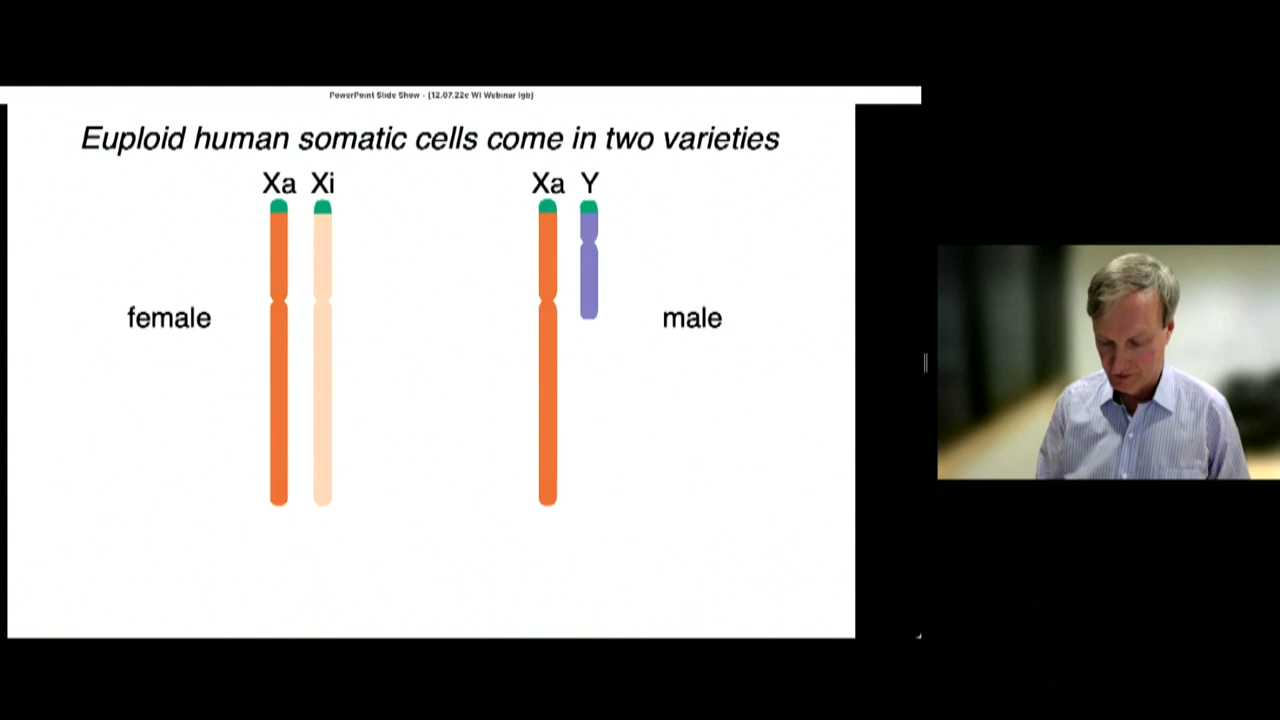 PowerPoint Slide Show - [12.07.22c WI Webinar lgb]
Euploid human somatic cells come in two varieties
Xa Xi
Xa Y
female
male